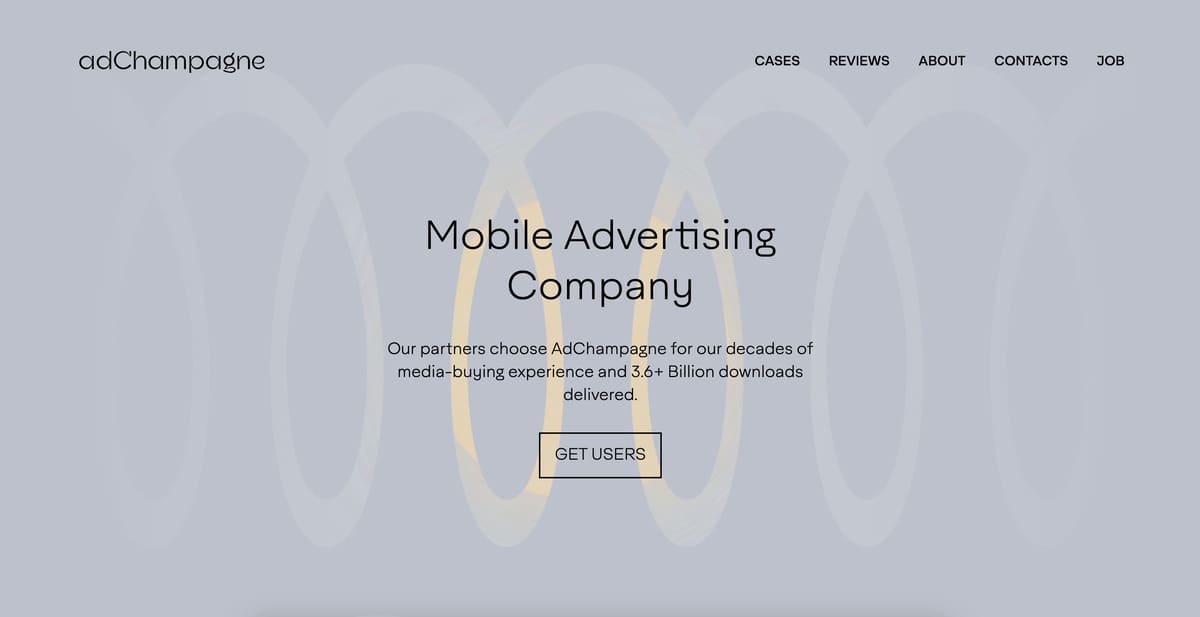 adChampagne
CASES REVIEWS ABOUT CONTACTS JOB
Mobile Advertising
Company
Our partners choose AdChampagne for our decades of
media-buying experience and 3.6+ Billion downloads
delivered.
GET USERS